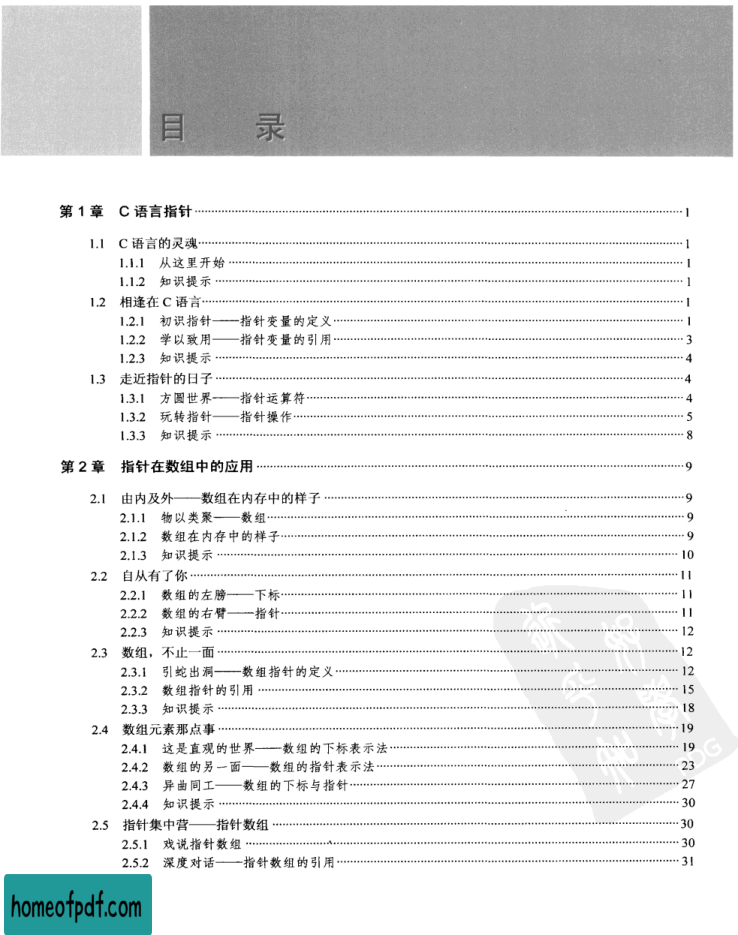 目 录
第 1 章 C 语言指针 1
1.1 C 语言的灵魂 1
1.1.1 从这里开始 1
1.1.2 知识提示 1
1.2 相逢在 C 语言 1
1.2.1 初识指针——指针变量的定义 1
1.2.2 学以致用——指针变量的引用 3
1.2.3 知识提示 4
1.3 走近指针的日子 4
1.3.1 方圆世界——指针运算符 4
1.3.2 玩转指针——指针操作 5
1.3.3 知识提示 8
第 2 章 指针在数组中的应用 9
2.1 由内及外——数组在内存中的样子 9
2.1.1 物以类聚——数组 9
2.1.2 数组在内存中的样子 9
2.1.3 知识提示 10
2.2 自从有了你 11
2.2.1 数组的左膀——下标 11
2.2.2 数组的右臂——指针 11
2.2.3 知识提示 12
2.3 数组，不止一面 12
2.3.1 引蛇出洞——数组指针的定义 12
2.3.2 数组指针的引用 15
2.3.3 知识提示 18
2.4 数组元素那点事 19
2.4.1 这是直观的世界——数组的下标表示法 19
2.4.2 数组的另一面——数组的指针表示法 23
2.4.3 异曲同工——数组的下标与指针 27
2.4.4 知识提示 30
2.5 指针集中营——指针数组 30
2.5.1 戏说指针数组 30
2.5.2 深度对话——指针数组的引用 31
homeofpdf.com